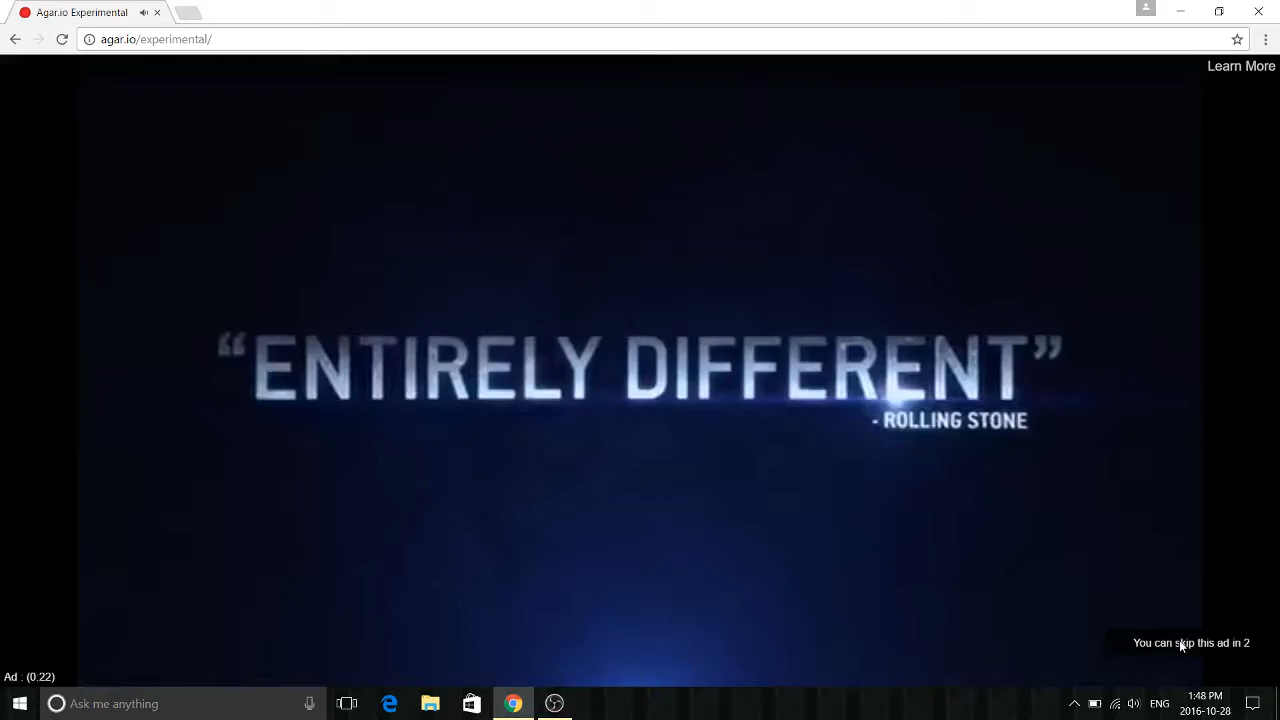 Agar.io Experimental
agar.io/experimental/
Learn More
“ENTIRELY DIFFERENT”
- ROLLING STONE
You can skip this ad in 2
Ad : (0.22)
Ask me anything
ENG
1:48 PM
2016-10-28